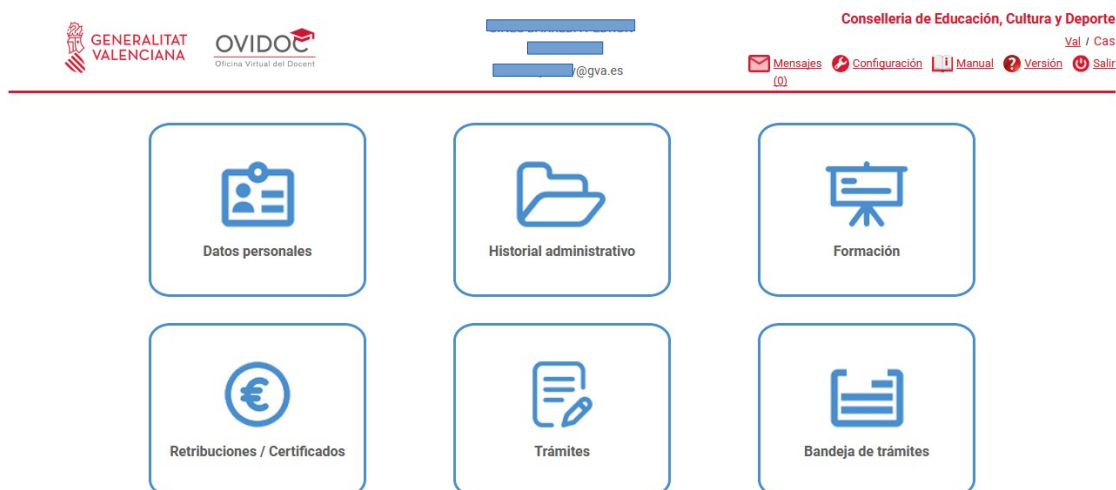 GENERALITAT
VALENCIANA
OVIDOC
Oficina Virtual del Docent
@gva.es
Conselleria de Educación, Cultura y Deporte
Val / Cas
Mensajes
(0)
Configuración
Manual
Versión
Salir
Datos personales
Historial administrativo
Formación
Retribuciones / Certificados
Trámites
Bandeja de trámites